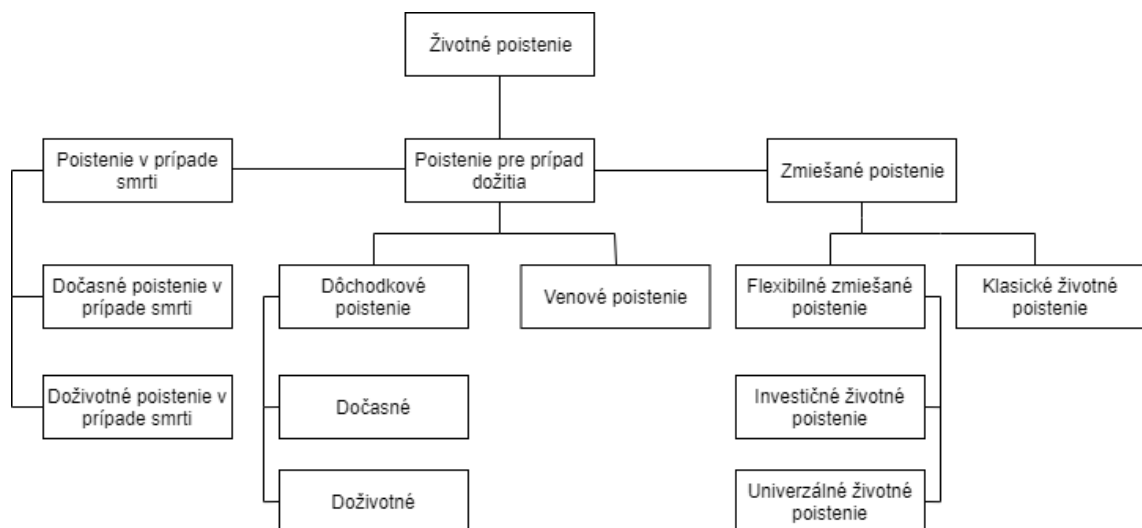 Životné poistenie
Poistenie v prípade
smrti
Poistenie pre prípad
dožitia
Zmiešané poistenie
Dočasné poistenie v
prípade smrti
Dôchodkové
poistenie
Venové poistenie
Flexibilné zmiešané
poistenie
Klasické životné
poistenie
Doživotné poistenie v
prípade smrti
Dočasné
Investičné životné
poistenie
Doživotné
Univerzálné životné
poistenie